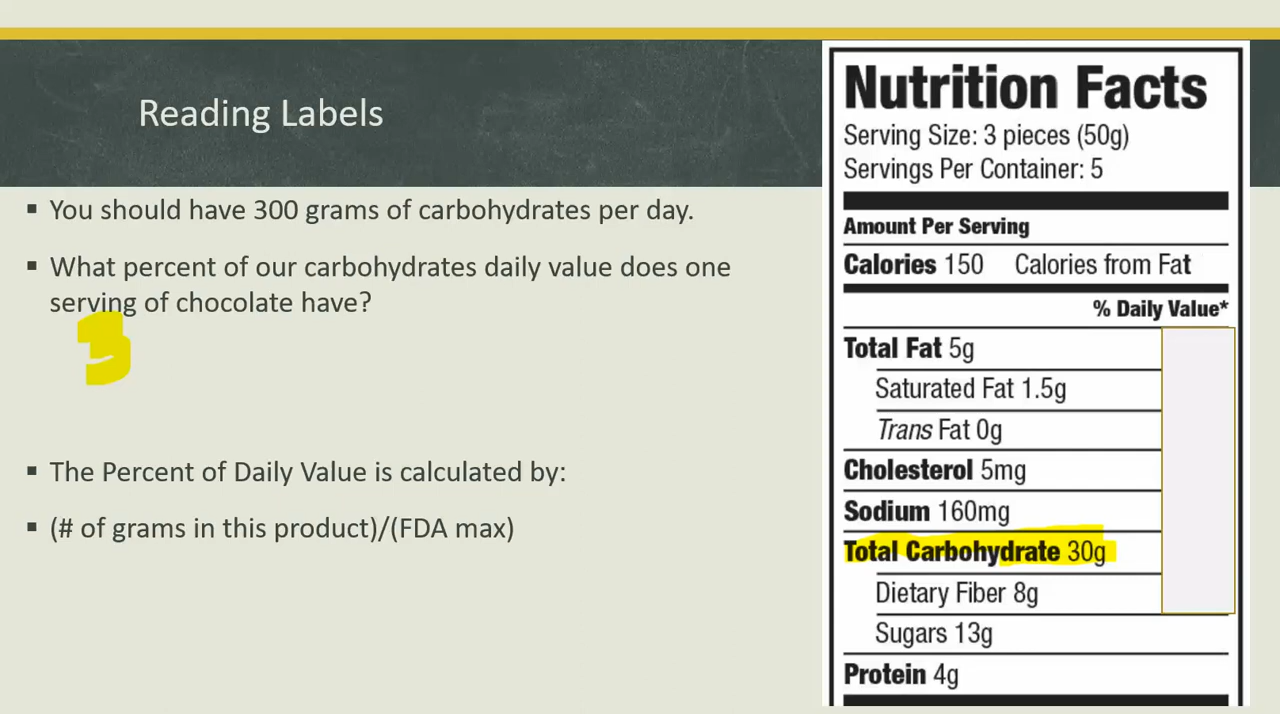 Reading Labels
▪ You should have 300 grams of carbohydrates per day.
▪ What percent of our carbohydrates daily value does one
serving of chocolate have?
3
▪ The Percent of Daily Value is calculated by:
▪ (# of grams in this product)/(FDA max)
Nutrition Facts
Serving Size: 3 pieces (50g)
Servings Per Container: 5
Amount Per Serving
Calories 150 Calories from Fat
% Daily Value*
Total Fat 5g
Saturated Fat 1.5g
Trans Fat 0g
Cholesterol 5mg
Sodium 160mg
Total Carbohydrate 30g
Dietary Fiber 8g
Sugars 13g
Protein 4g